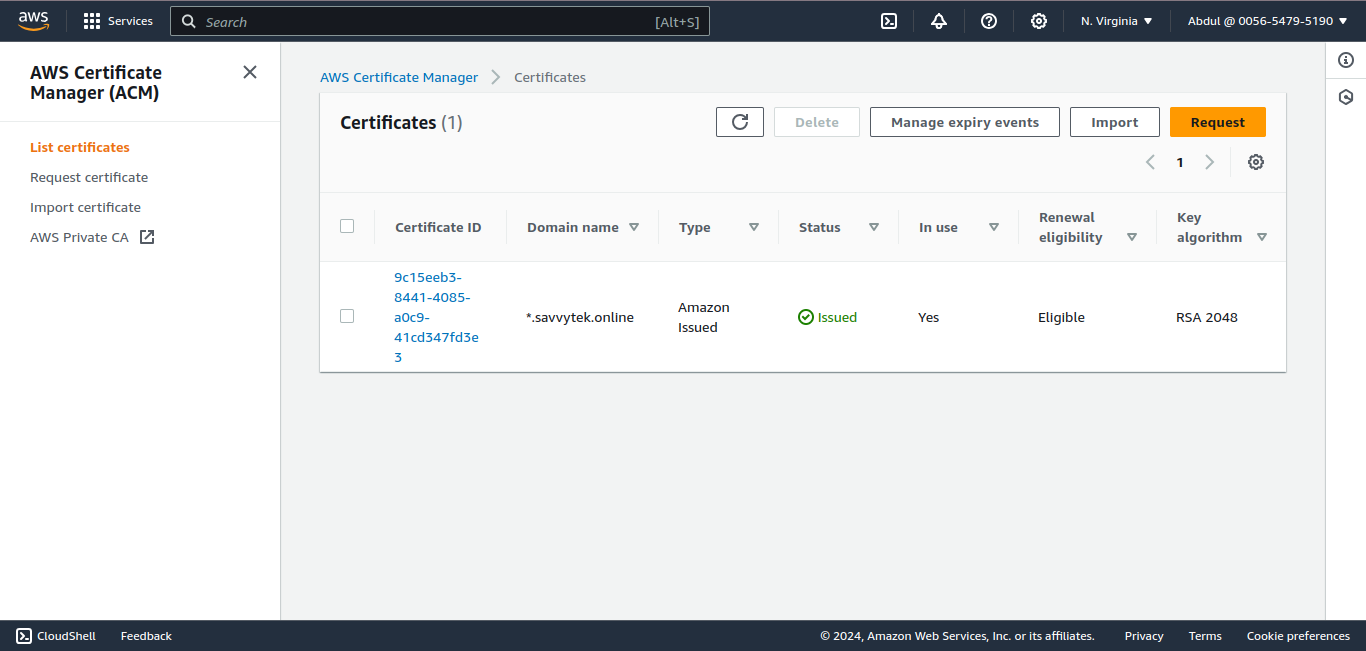 aws
Services
Search
[Alt+S]
N. Virginia
Abdul @ 0056-5479-5190
AWS Certificate
Manager (ACM)
List certificates
Request certificate
Import certificate
AWS Private CA
AWS Certificate Manager
Certificates
Certificates (1)
Delete
Manage expiry events
Import
Request
1
Certificate ID
Domain name
Type
Status
In use
Renewal
eligibility
Key
algorithm
9c15eeb3-
8441-4085-
a0c9-
41cd347fd3e
3
*.savvytek.online
Amazon
Issued
Issued
Yes
Eligible
RSA 2048
CloudShell
Feedback
© 2024, Amazon Web Services, Inc. or its affiliates.
Privacy
Terms
Cookie preferences